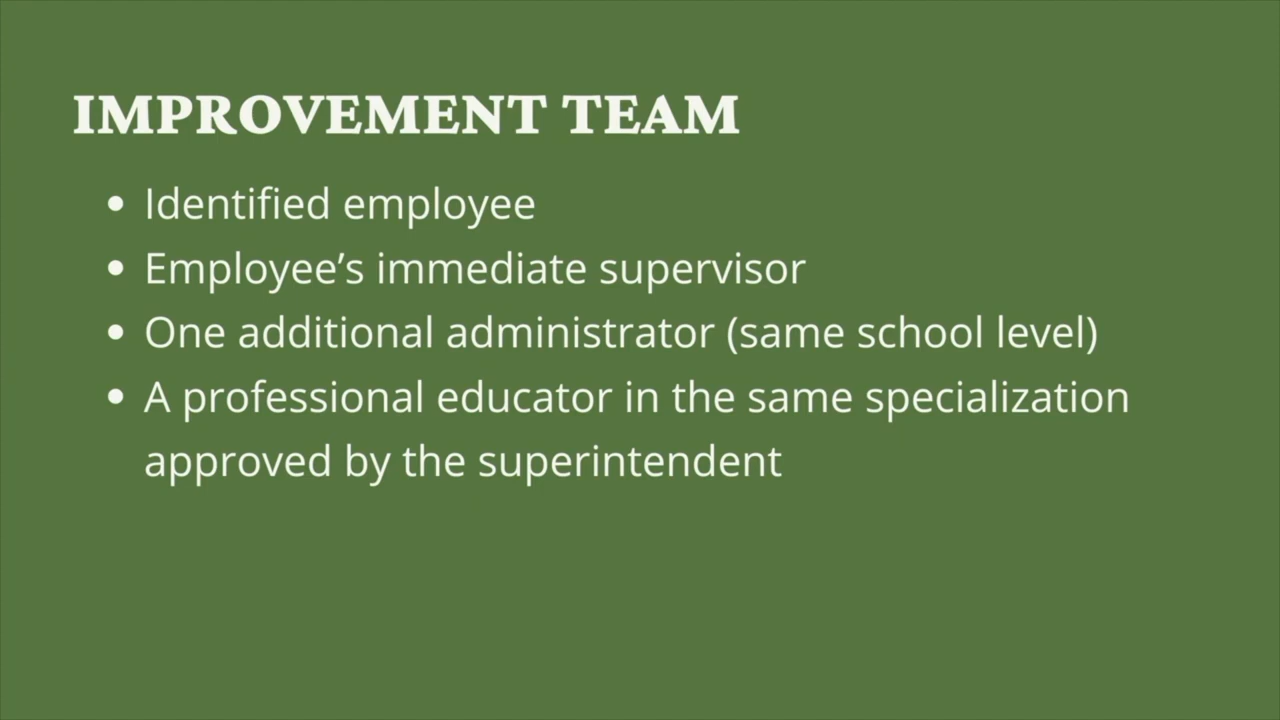 IMPROVEMENT TEAM
• Identified employee
• Employee’s immediate supervisor
• One additional administrator (same school level)
• A professional educator in the same specialization
approved by the superintendent